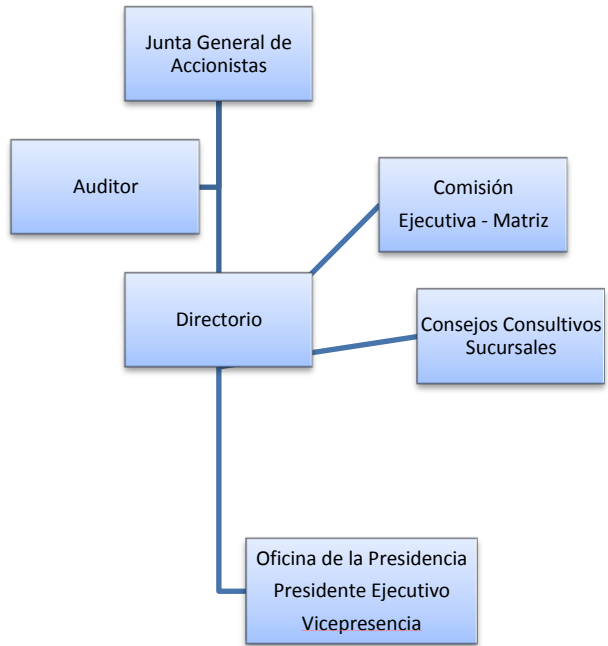 Junta General de
Accionistas
Auditor
Comisión
Ejecutiva - Matriz
Directorio
Consejos Consultivos
Sucursales
Oficina de la Presidencia
Presidente Ejecutivo
Vicepresencia